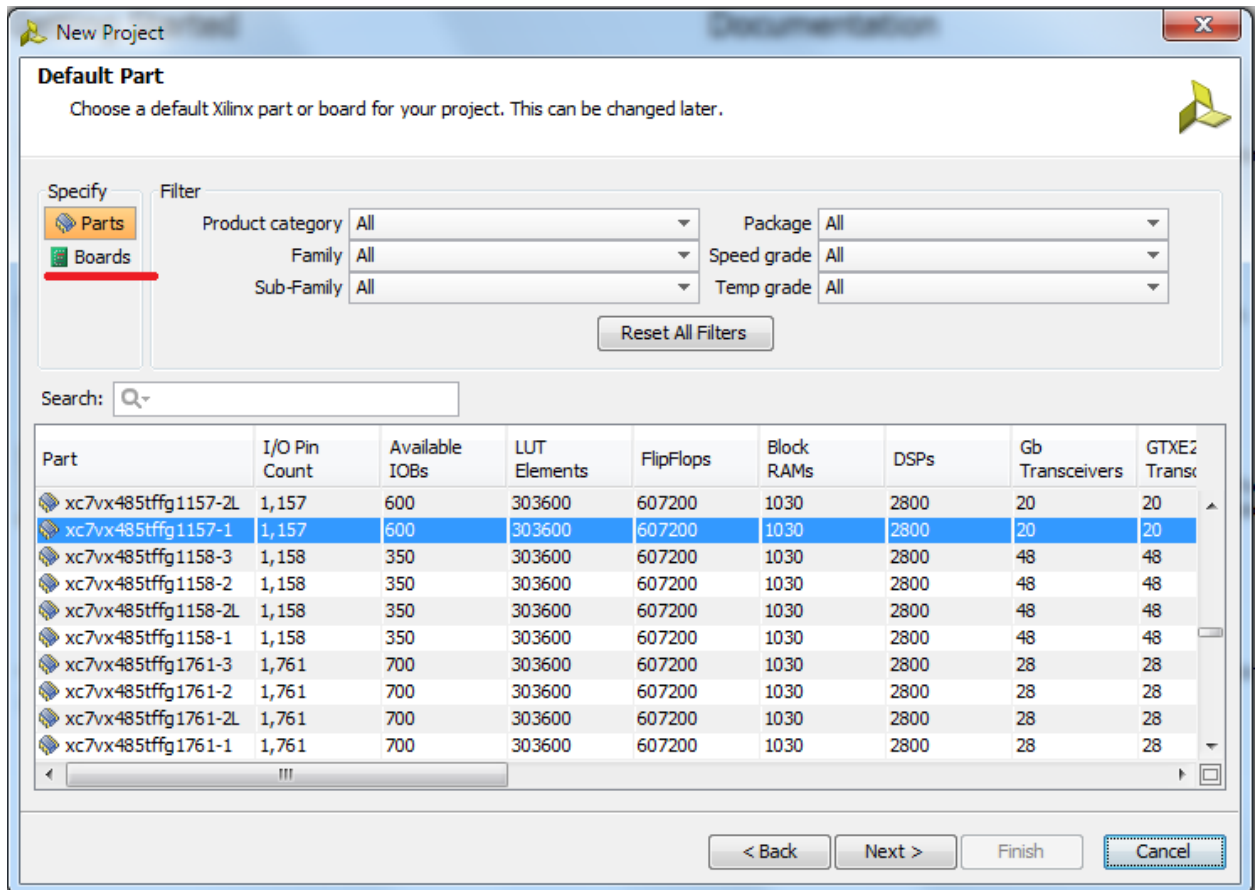 Documentation
New Project
Default Part
Choose a default Xilinx part or board for your project. This can be changed later.
Specify
Parts
Boards
Filter
Product category All
Package All
Family All
Speed grade All
Sub-Family All
Temp grade All
Reset All Filters
Search:
Part I/O Pin Count Available IOBs LUT Elements FlipFlops Block RAMs DSPs Gb Transceivers GTXE2 Transc
xc7vx485tffg1157-2L 1,157 600 303600 607200 1030 2800 20 20
xc7vx485tffg1157-1 1,157 600 303600 607200 1030 2800 20 20
xc7vx485tffg1158-3 1,158 350 303600 607200 1030 2800 48 48
xc7vx485tffg1158-2 1,158 350 303600 607200 1030 2800 48 48
xc7vx485tffg1158-2L 1,158 350 303600 607200 1030 2800 48 48
xc7vx485tffg1158-1 1,158 350 303600 607200 1030 2800 48 48
xc7vx485tffg1761-3 1,761 700 303600 607200 1030 2800 28 28
xc7vx485tffg1761-2 1,761 700 303600 607200 1030 2800 28 28
xc7vx485tffg1761-2L 1,761 700 303600 607200 1030 2800 28 28
xc7vx485tffg1761-1 1,761 700 303600 607200 1030 2800 28 28
< Back
Next >
Finish
Cancel